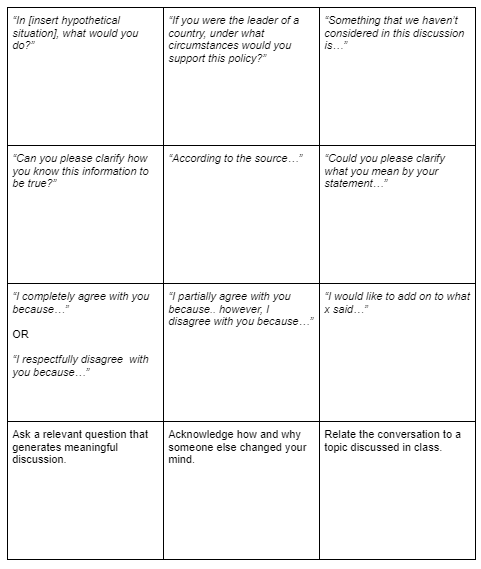 “In [insert hypothetical
situation], what would you
do?”
“If you were the leader of a
country, under what
circumstances would you
support this policy?”
“Something that we haven’t
considered in this discussion
is…”
“Can you please clarify how
you know this information to
be true?”
“According to the source…”
“Could you please clarify
what you mean by your
statement…”
“I completely agree with you
because…”
OR
“I respectfully disagree  with
you because…”
“I partially agree with you
because.. however, I
disagree with you because…”
“I would like to add on to what
x said…”
Ask a relevant question that
generates meaningful
discussion.
Acknowledge how and why
someone else changed your
mind.
Relate the conversation to a
topic discussed in class.